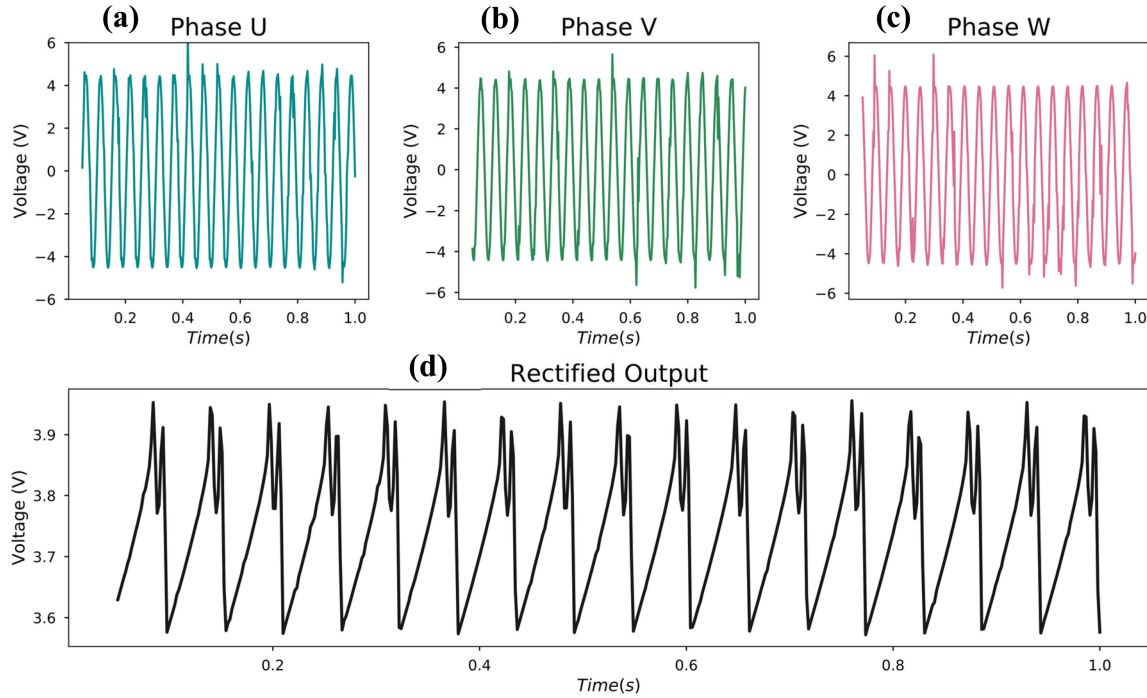 (a) (b) (c)
Phase U Phase V Phase W
6 6 6
4 4 4
2 2 2
0 0 0
−2 −2 −2
−4 −4 −4
−6 −6 −6
Voltage (V) Voltage (V) Voltage (V)
0.2 0.4 0.6 0.8 1.0 0.2 0.4 0.6 0.8 1.0 0.2 0.4 0.6 0.8 1.0
Time(s) Time(s) Time(s)
(d)
Rectified Output
3.9
3.8
3.7
3.6
Voltage (V)
0.2 0.4 0.6 0.8 1.0
Time(s)